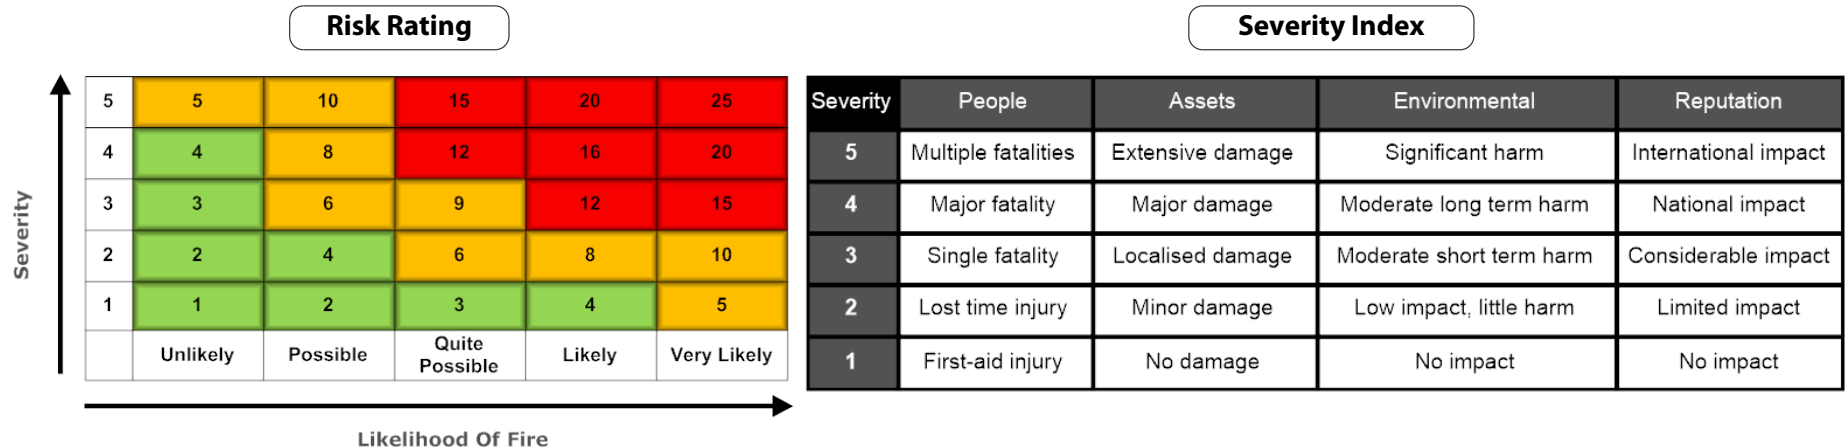 Risk Rating
Severity Index
5 5 10 15 20 25
4 4 8 12 16 20
3 3 6 9 12 15
2 2 4 6 8 10
1 1 2 3 4 5
Unlikely Possible Quite Possible Likely Very Likely
Severity
Likelihood Of Fire
Severity People Assets Environmental Reputation
5 Multiple fatalities Extensive damage Significant harm International impact
4 Major fatality Major damage Moderate long term harm National impact
3 Single fatality Localised damage Moderate short term harm Considerable impact
2 Lost time injury Minor damage Low impact, little harm Limited impact
1 First-aid injury No damage No impact No impact